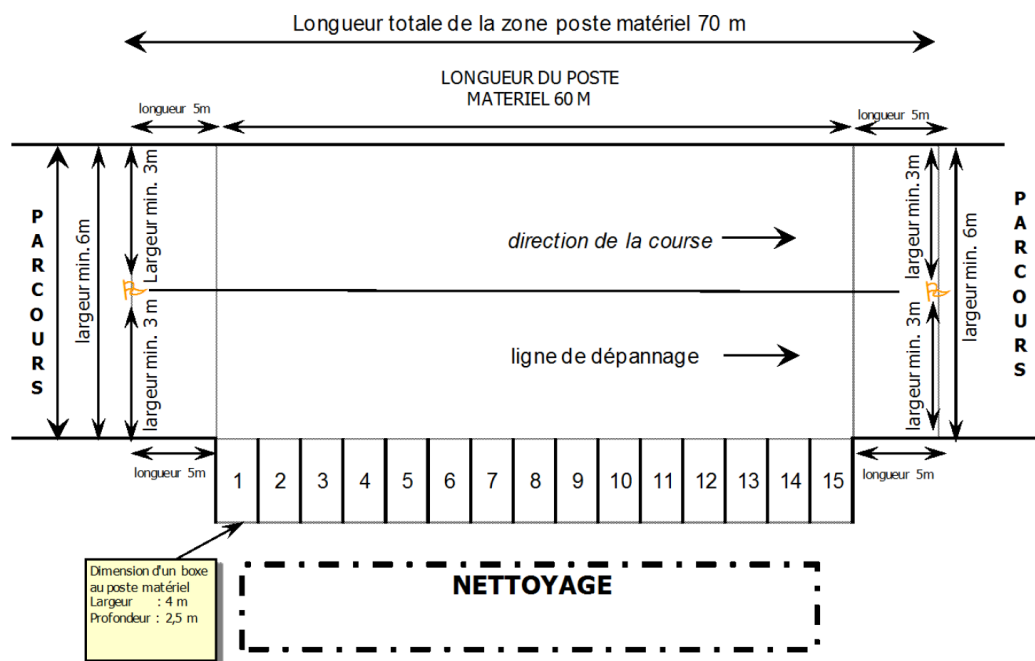 Longueur totale de la zone poste matériel 70 m
LONGUEUR DU POSTE
MATERIEL 60 M
longueur 5m
longueur 5m
PARCOURS
largeur min. 6m
Largeur min. 3m
largeur min. 3 m
direction de la course
ligne de dépannage
largeur min. 3m
largeur min. 3m
largeur min. 6m
PARCOURS
longueur 5m
longueur 5m
1 2 3 4 5 6 7 8 9 10 11 12 13 14 15
Dimension d'un boxe
au poste matériel
Largeur : 4 m
Profondeur : 2,5 m
NETTOYAGE